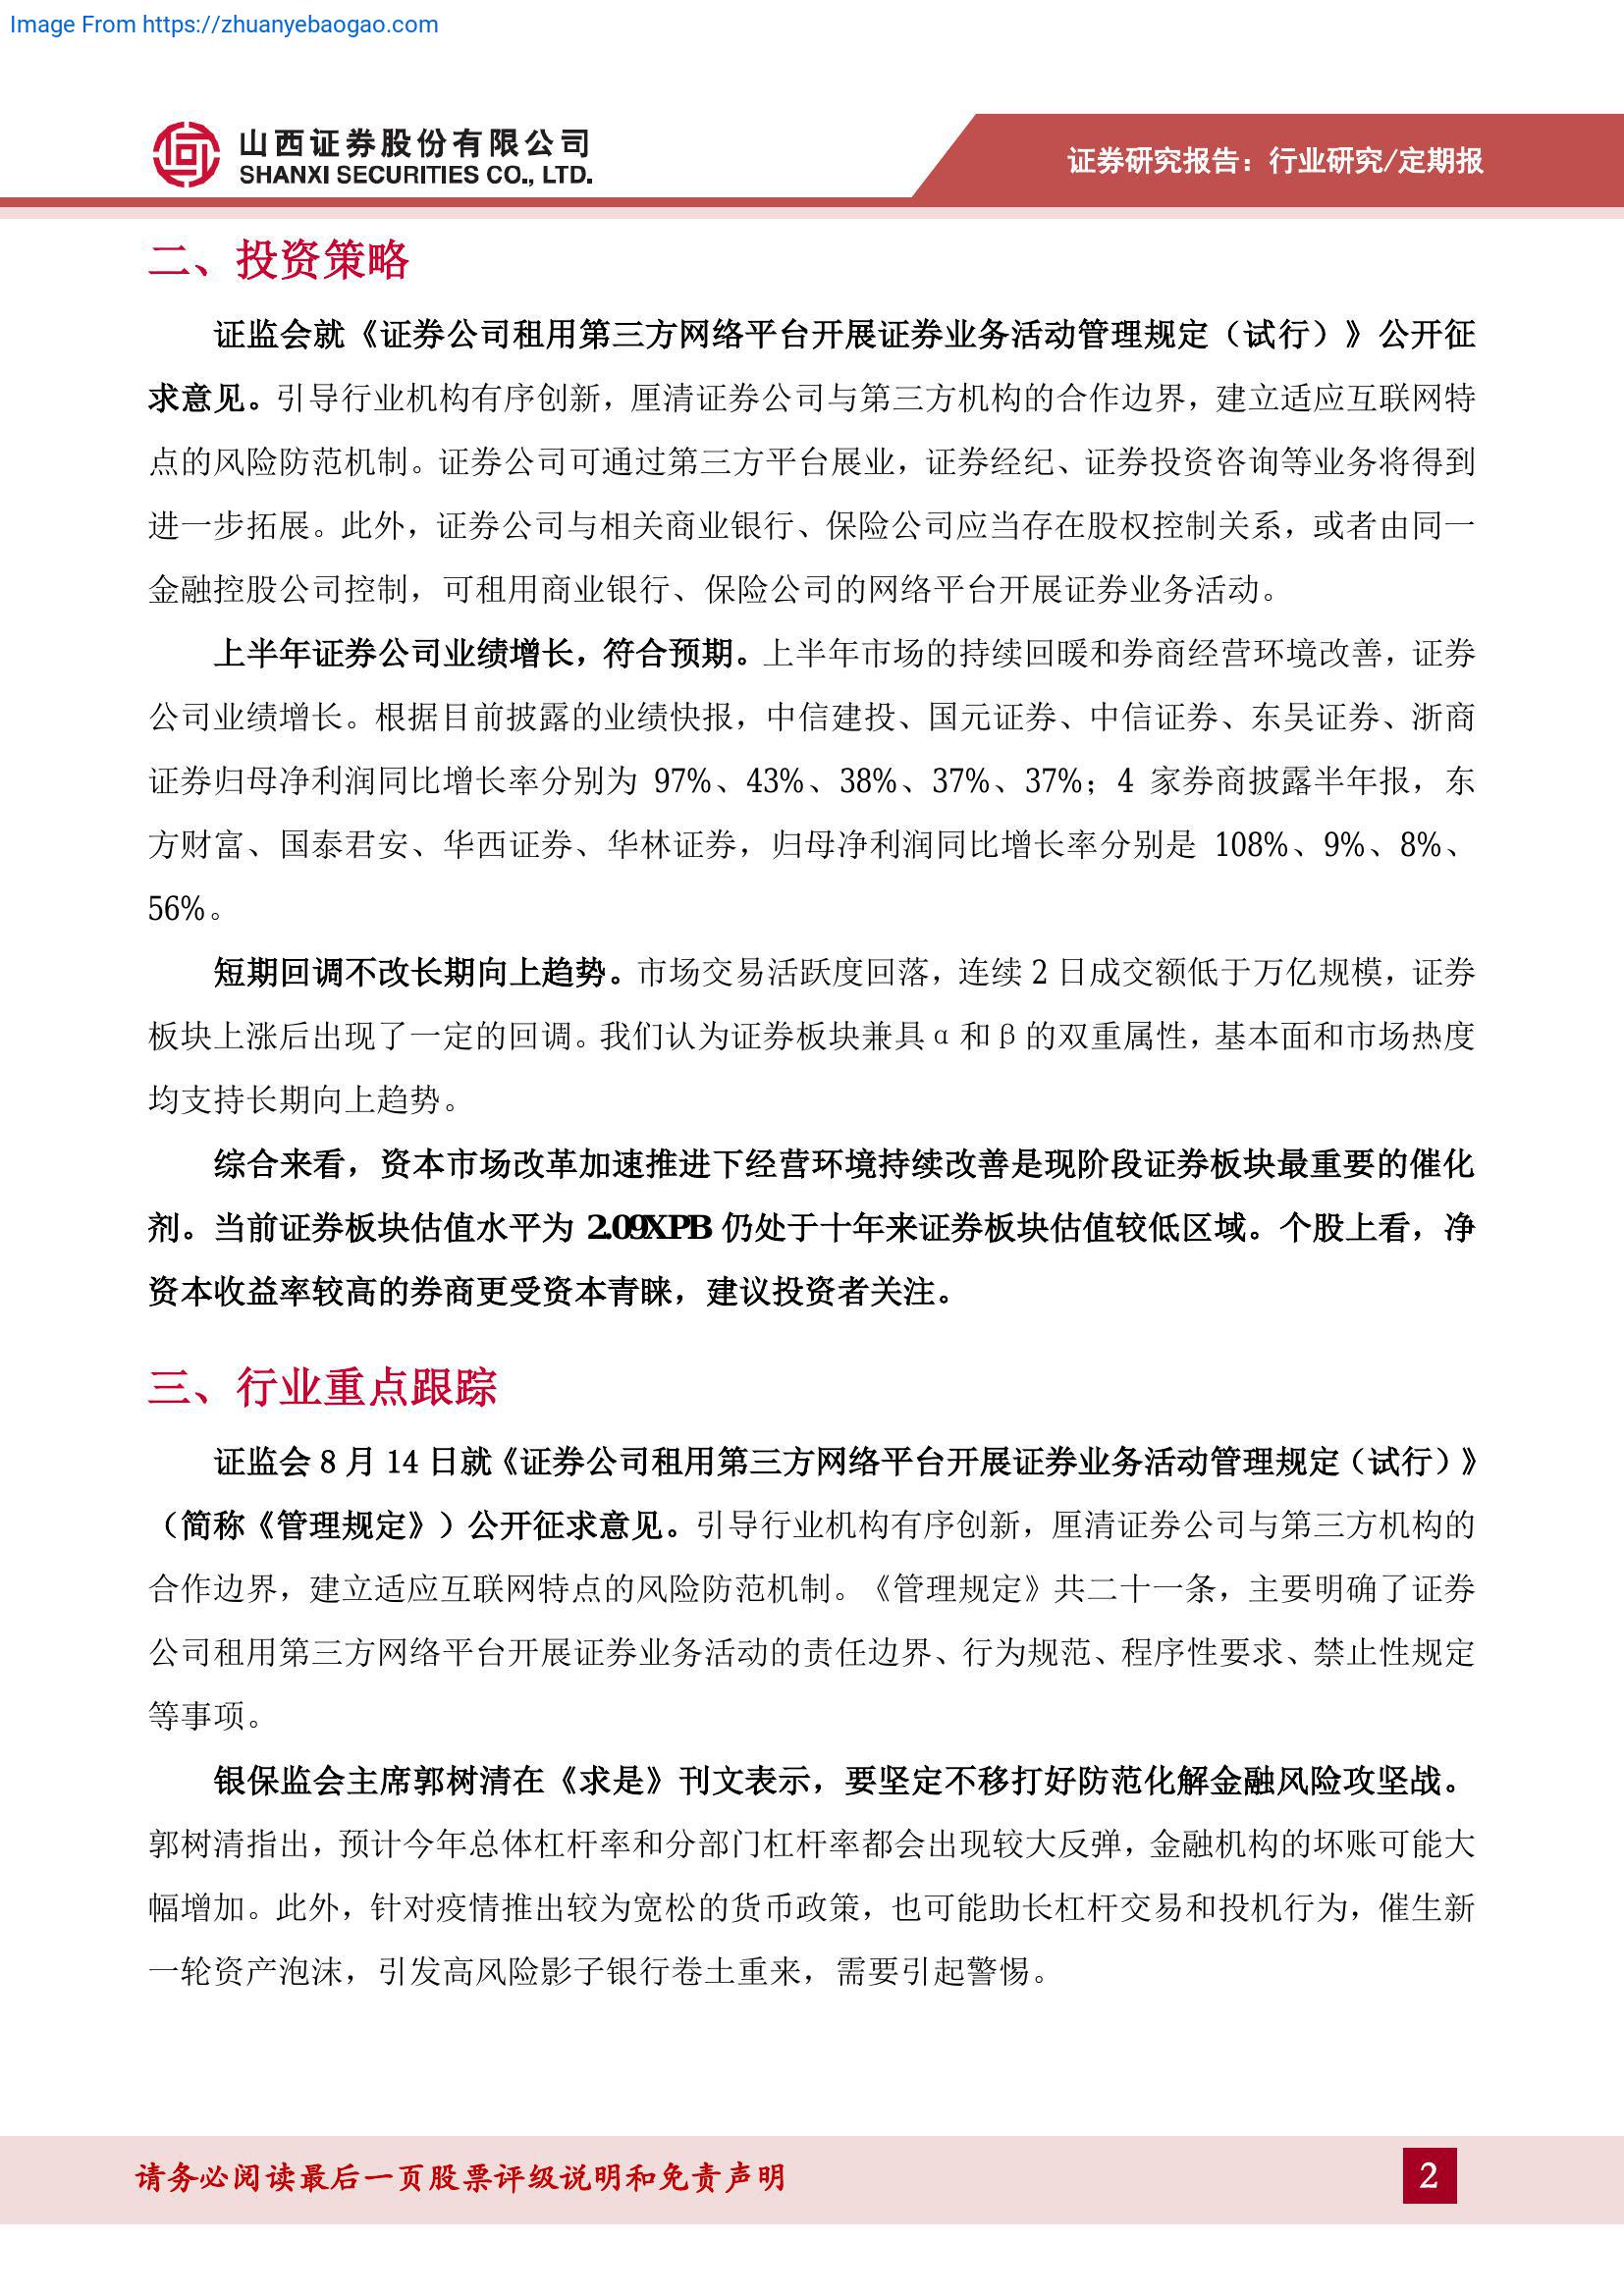 Image From https://zhuanyebaogao.com
山西证券股份有限公司
SHANXI SECURITIES CO., LTD.
证券研究报告：行业研究/定期报
二、投资策略
证监会就《证券公司租用第三方网络平台开展证券业务活动管理规定（试行）》公开征
求意见。引导行业机构有序创新，厘清证券公司与第三方机构的合作边界，建立适应互联网特
点的风险防范机制。证券公司可通过第三方平台展业，证券经纪、证券投资咨询等业务将得到
进一步拓展。此外，证券公司与相关商业银行、保险公司应当存在股权控制关系，或者由同一
金融控股公司控制，可租用商业银行、保险公司的网络平台开展证券业务活动。
上半年证券公司业绩增长，符合预期。上半年市场的持续回暖和券商经营环境改善，证券
公司业绩增长。根据目前披露的业绩快报，中信建投、国元证券、中信证券、东吴证券、浙商
证券归母净利润同比增长率分别为 97%、43%、38%、37%、37%；4 家券商披露半年报，东
方财富、国泰君安、华西证券、华林证券，归母净利润同比增长率分别是 108%、9%、8%、
56%。
短期回调不改长期向上趋势。市场交易活跃度回落，连续 2 日成交额低于万亿规模，证券
板块上涨后出现了一定的回调。我们认为证券板块兼具 α 和 β 的双重属性，基本面和市场热度
均支持长期向上趋势。
综合来看，资本市场改革加速推进下经营环境持续改善是现阶段证券板块最重要的催化
剂。当前证券板块估值水平为 2.09XPB 仍处于十年来证券板块估值较低区域。个股上看，净
资本收益率较高的券商更受资本青睐，建议投资者关注。
三、行业重点跟踪
证监会 8 月 14 日就《证券公司租用第三方网络平台开展证券业务活动管理规定（试行）》
（简称《管理规定》）公开征求意见。引导行业机构有序创新，厘清证券公司与第三方机构的
合作边界，建立适应互联网特点的风险防范机制。《管理规定》共二十一条，主要明确了证券
公司租用第三方网络平台开展证券业务活动的责任边界、行为规范、程序性要求、禁止性规定
等事项。
银保监会主席郭树清在《求是》刊文表示，要坚定不移打好防范化解金融风险攻坚战。
郭树清指出，预计今年总体杠杆率和分部门杠杆率都会出现较大反弹，金融机构的坏账可能大
幅增加。此外，针对疫情推出较为宽松的货币政策，也可能助长杠杆交易和投机行为，催生新
一轮资产泡沫，引发高风险影子银行卷土重来，需要引起警惕。
请务必阅读最后一页股票评级说明和免责声明
2